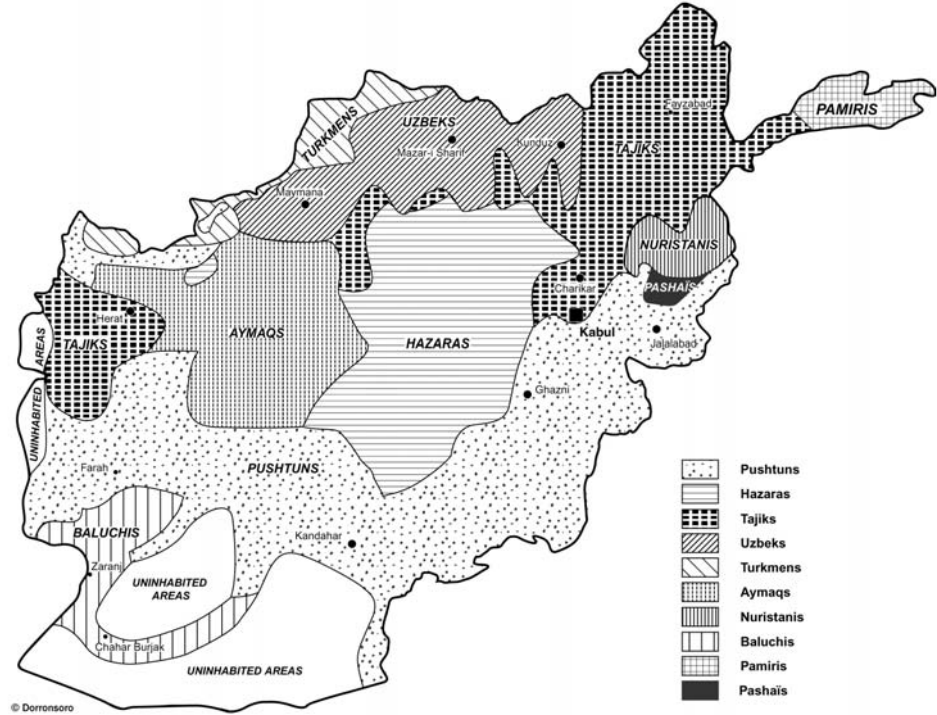 Fayzabad
PAMIRIS
TURKMENS
UZBEKS
Mazar-ı Sharif
Kunduz
TAJIKS
Maymana
NURISTANIS
PASHAÏS
Charikar
Herat
AREAS
TAJIKS
AYMAQS
HAZARAS
Kabul
Jalalabad
Ghazni
UNINHABITED
Farah
PUSHTUNS
BALUCHIS
Kandahar
Zaranj
UNINHABITED
AREAS
Chahar Burjak
UNINHABITED AREAS
Pushtuns
Hazaras
Tajiks
Uzbeks
Turkmens
Aymaqs
Nuristanis
Baluchis
Pamiris
Pashaïs
© Dorronsoro